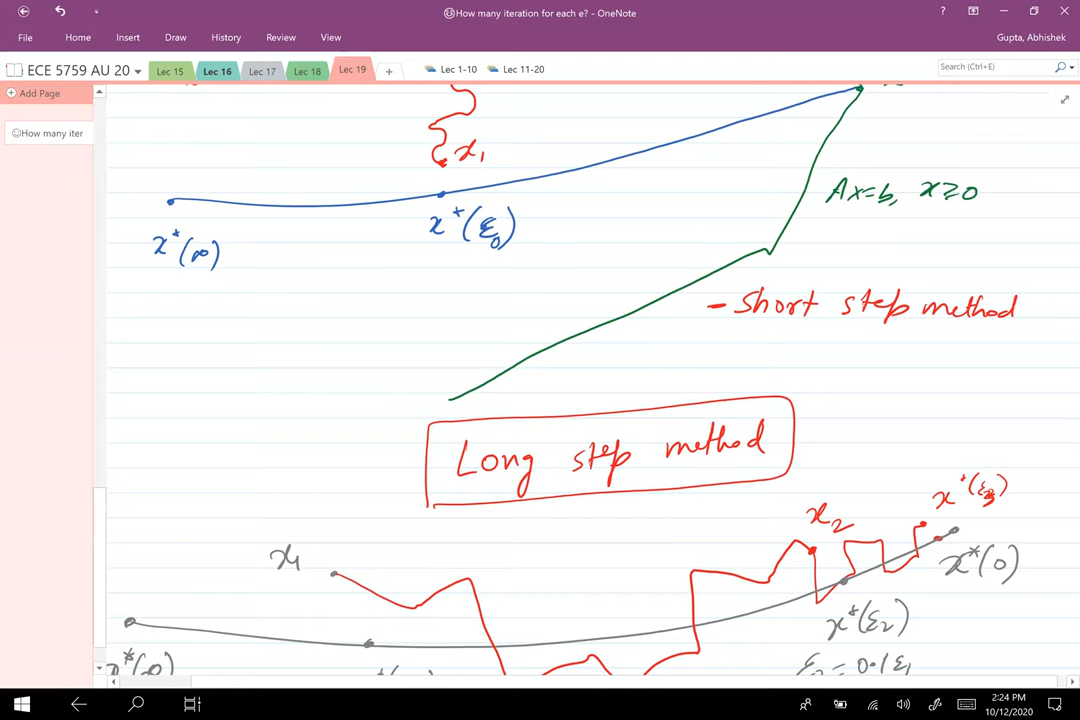 How many iteration for each e? - OneNote
File Home Insert Draw History Review View
Gupta, Abhishek
ECE 5759 AU 20
Lec 15
Lec 16
Lec 17
Lec 18
Lec 19
Lec 1-10
Lec 11-20
Search (Ctrl+E)
Add Page
How many iter
x₁
Ax=b, x≥0
x*(ε₀)
x*(∞)
- Short step method
Long step method
x*(ε₃)
x₂
x₁
x*(0)
x*(ε₂)
*(∞)
ε₂ = 0.1ε₁
2:24 PM
10/12/2020